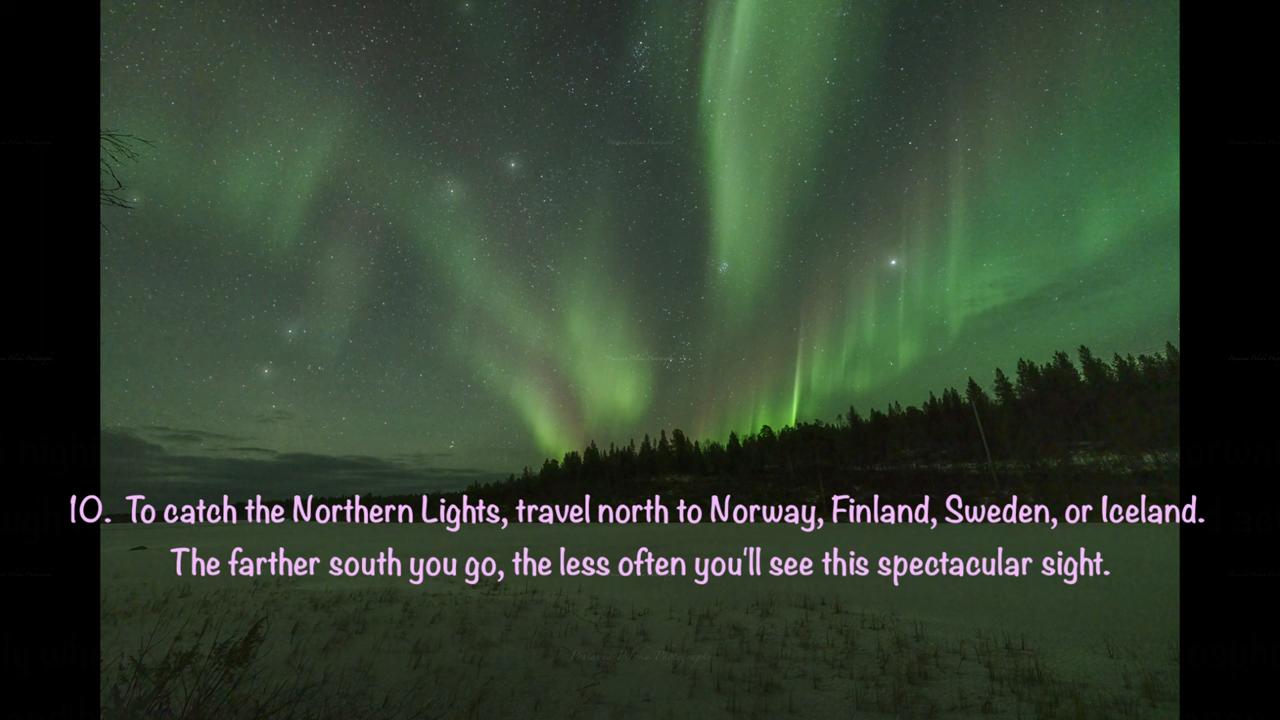 10. To catch the Northern Lights, travel north to Norway, Finland, Sweden, or Iceland.
The farther south you go, the less often you'll see this spectacular sight.